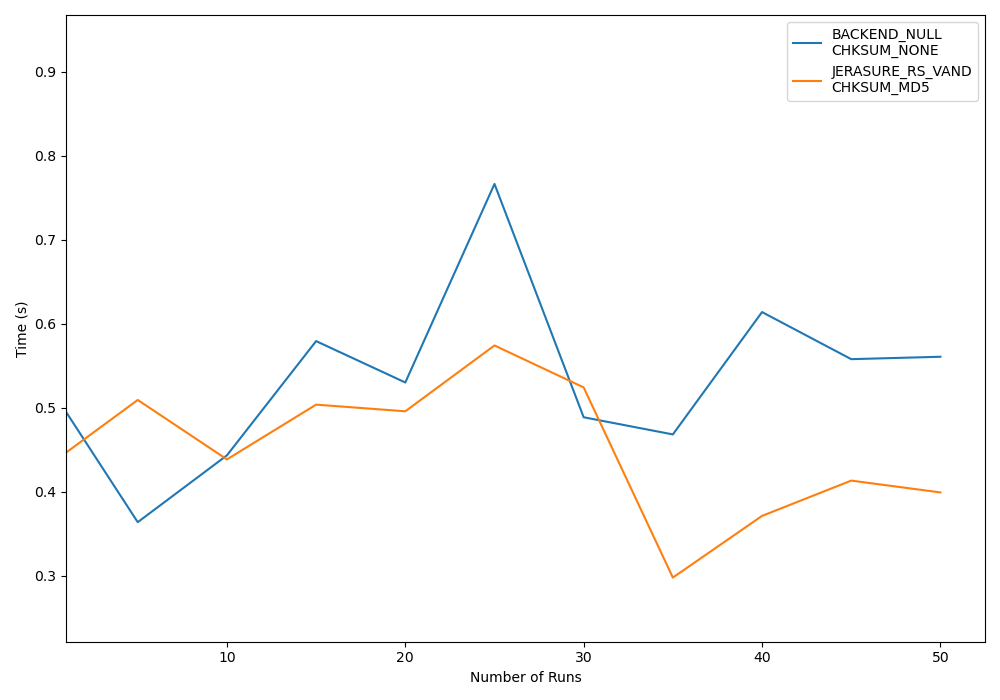 BACKEND_NULL
CHKSUM_NONE
JERASURE_RS_VAND
CHKSUM_MD5
0.9
0.8
0.7
0.6
0.5
0.4
0.3
Time (s)
10
20
30
40
50
Number of Runs